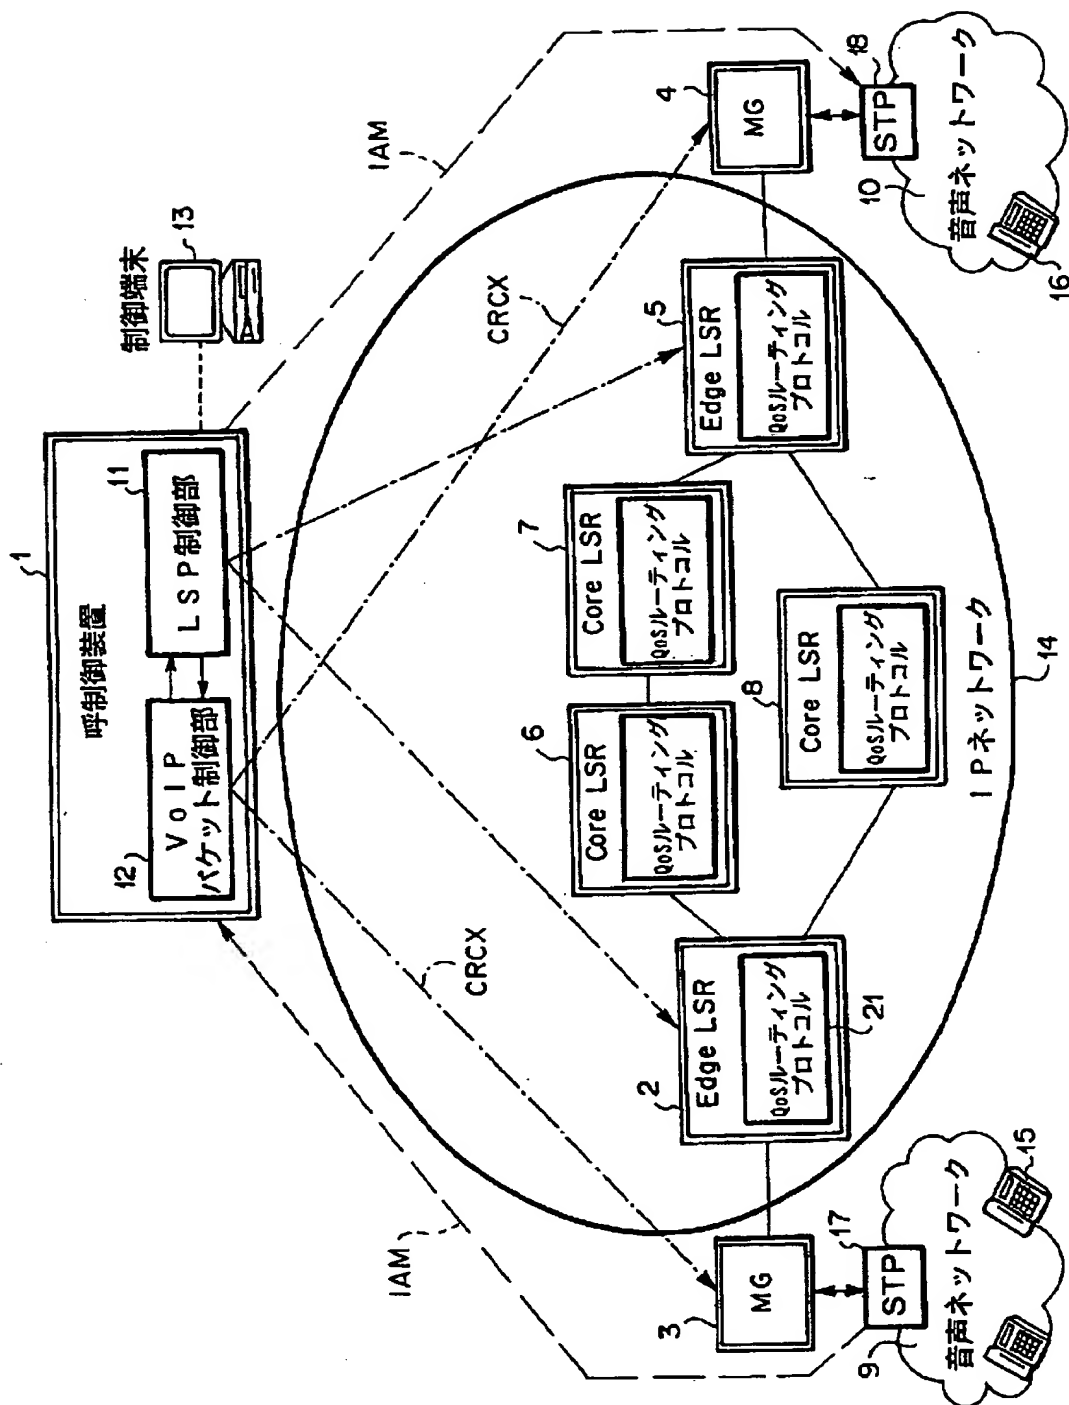 呼制御装置
1
VoIP
パケット制御部
12
LSP制御部
11
制御端末
13
IAM
IAM
CRCX
CRCX
MG
3
Edge LSR
QoSルーティング
プロトコル
2
21
Core LSR
QoSルーティング
プロトコル
6
Core LSR
QoSルーティング
プロトコル
7
Core LSR
QoSルーティング
プロトコル
8
Edge LSR
QoSルーティング
プロトコル
5
MG
4
IPネットワーク
14
STP
17
音声ネットワーク
9
15
STP
18
音声ネットワーク
10
16